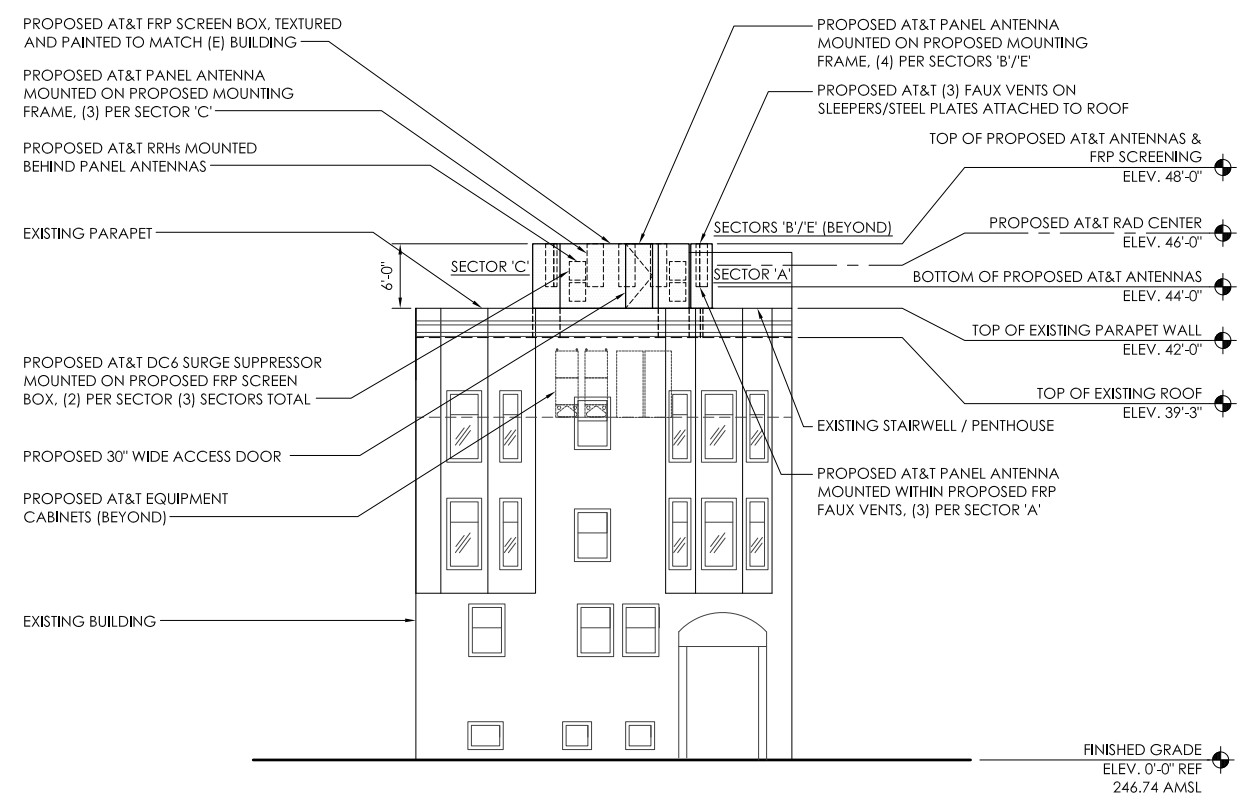 PROPOSED AT&T FRP SCREEN BOX, TEXTURED
AND PAINTED TO MATCH (E) BUILDING
PROPOSED AT&T PANEL ANTENNA
MOUNTED ON PROPOSED MOUNTING
FRAME, (3) PER SECTOR 'C'
PROPOSED AT&T RRHs MOUNTED
BEHIND PANEL ANTENNAS
EXISTING PARAPET
6'-0"
PROPOSED AT&T DC6 SURGE SUPPRESSOR
MOUNTED ON PROPOSED FRP SCREEN
BOX, (2) PER SECTOR (3) SECTORS TOTAL
PROPOSED 30" WIDE ACCESS DOOR
PROPOSED AT&T EQUIPMENT
CABINETS (BEYOND)
EXISTING BUILDING
SECTOR 'C'
SECTORS 'B'/'E' (BEYOND)
SECTOR 'A'
PROPOSED AT&T PANEL ANTENNA
MOUNTED ON PROPOSED MOUNTING
FRAME, (4) PER SECTORS 'B'/'E'
PROPOSED AT&T (3) FAUX VENTS ON
SLEEPERS/STEEL PLATES ATTACHED TO ROOF
TOP OF PROPOSED AT&T ANTENNAS &
FRP SCREENING
ELEV. 48'-0"
PROPOSED AT&T RAD CENTER
ELEV. 46'-0"
BOTTOM OF PROPOSED AT&T ANTENNAS
ELEV. 44'-0"
TOP OF EXISTING PARAPET WALL
ELEV. 42'-0"
TOP OF EXISTING ROOF
ELEV. 39'-3"
EXISTING STAIRWELL / PENTHOUSE
PROPOSED AT&T PANEL ANTENNA
MOUNTED WITHIN PROPOSED FRP
FAUX VENTS, (3) PER SECTOR 'A'
FINISHED GRADE
ELEV. 0'-0" REF
246.74 AMSL